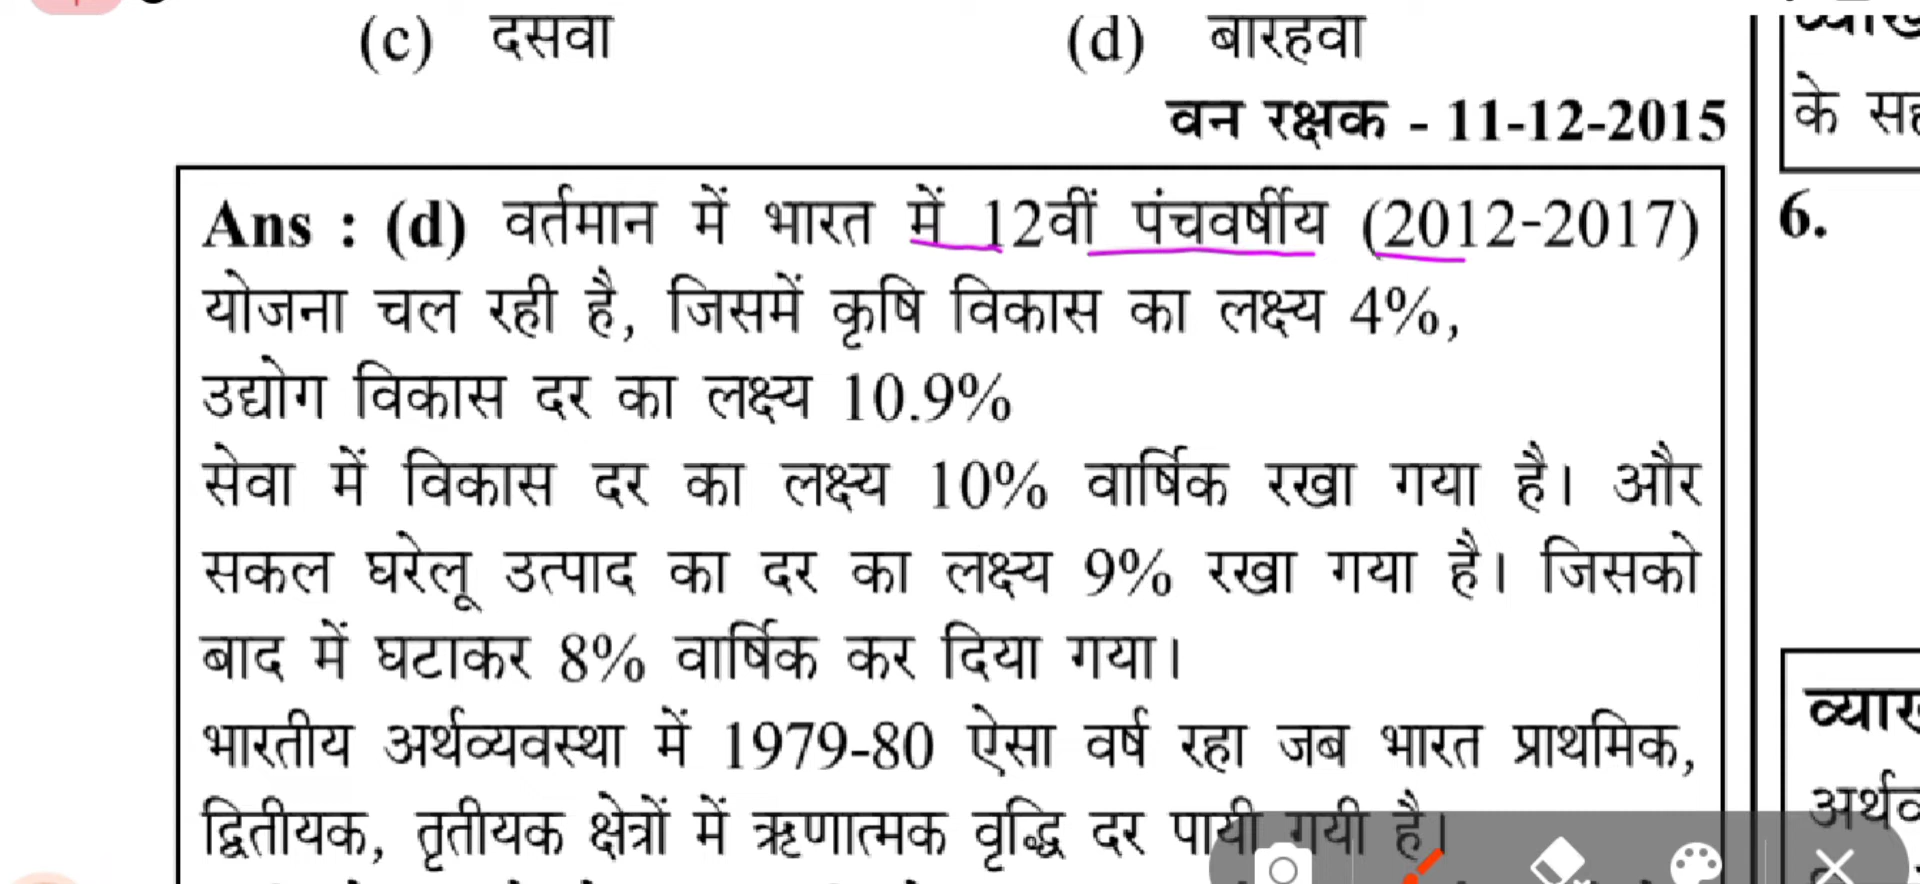 (c) दसवां (d) बारहवां
वन रक्षक - 11-12-2015
Ans : (d) वर्तमान में भारत में 12वीं पंचवर्षीय (2012-2017)
योजना चल रही है, जिसमें कृषि विकास का लक्ष्य 4%,
उद्योग विकास दर का लक्ष्य 10.9%
सेवा में विकास दर का लक्ष्य 10% वार्षिक रखा गया है। और
सकल घरेलू उत्पाद का दर का लक्ष्य 9% रखा गया है। जिसको
बाद में घटाकर 8% वार्षिक कर दिया गया।
भारतीय अर्थव्यवस्था में 1979-80 ऐसा वर्ष रहा जब भारत प्राथमिक,
द्वितीयक, तृतीयक क्षेत्रों में ऋणात्मक वृद्धि दर पायी गयी है।
के
6.